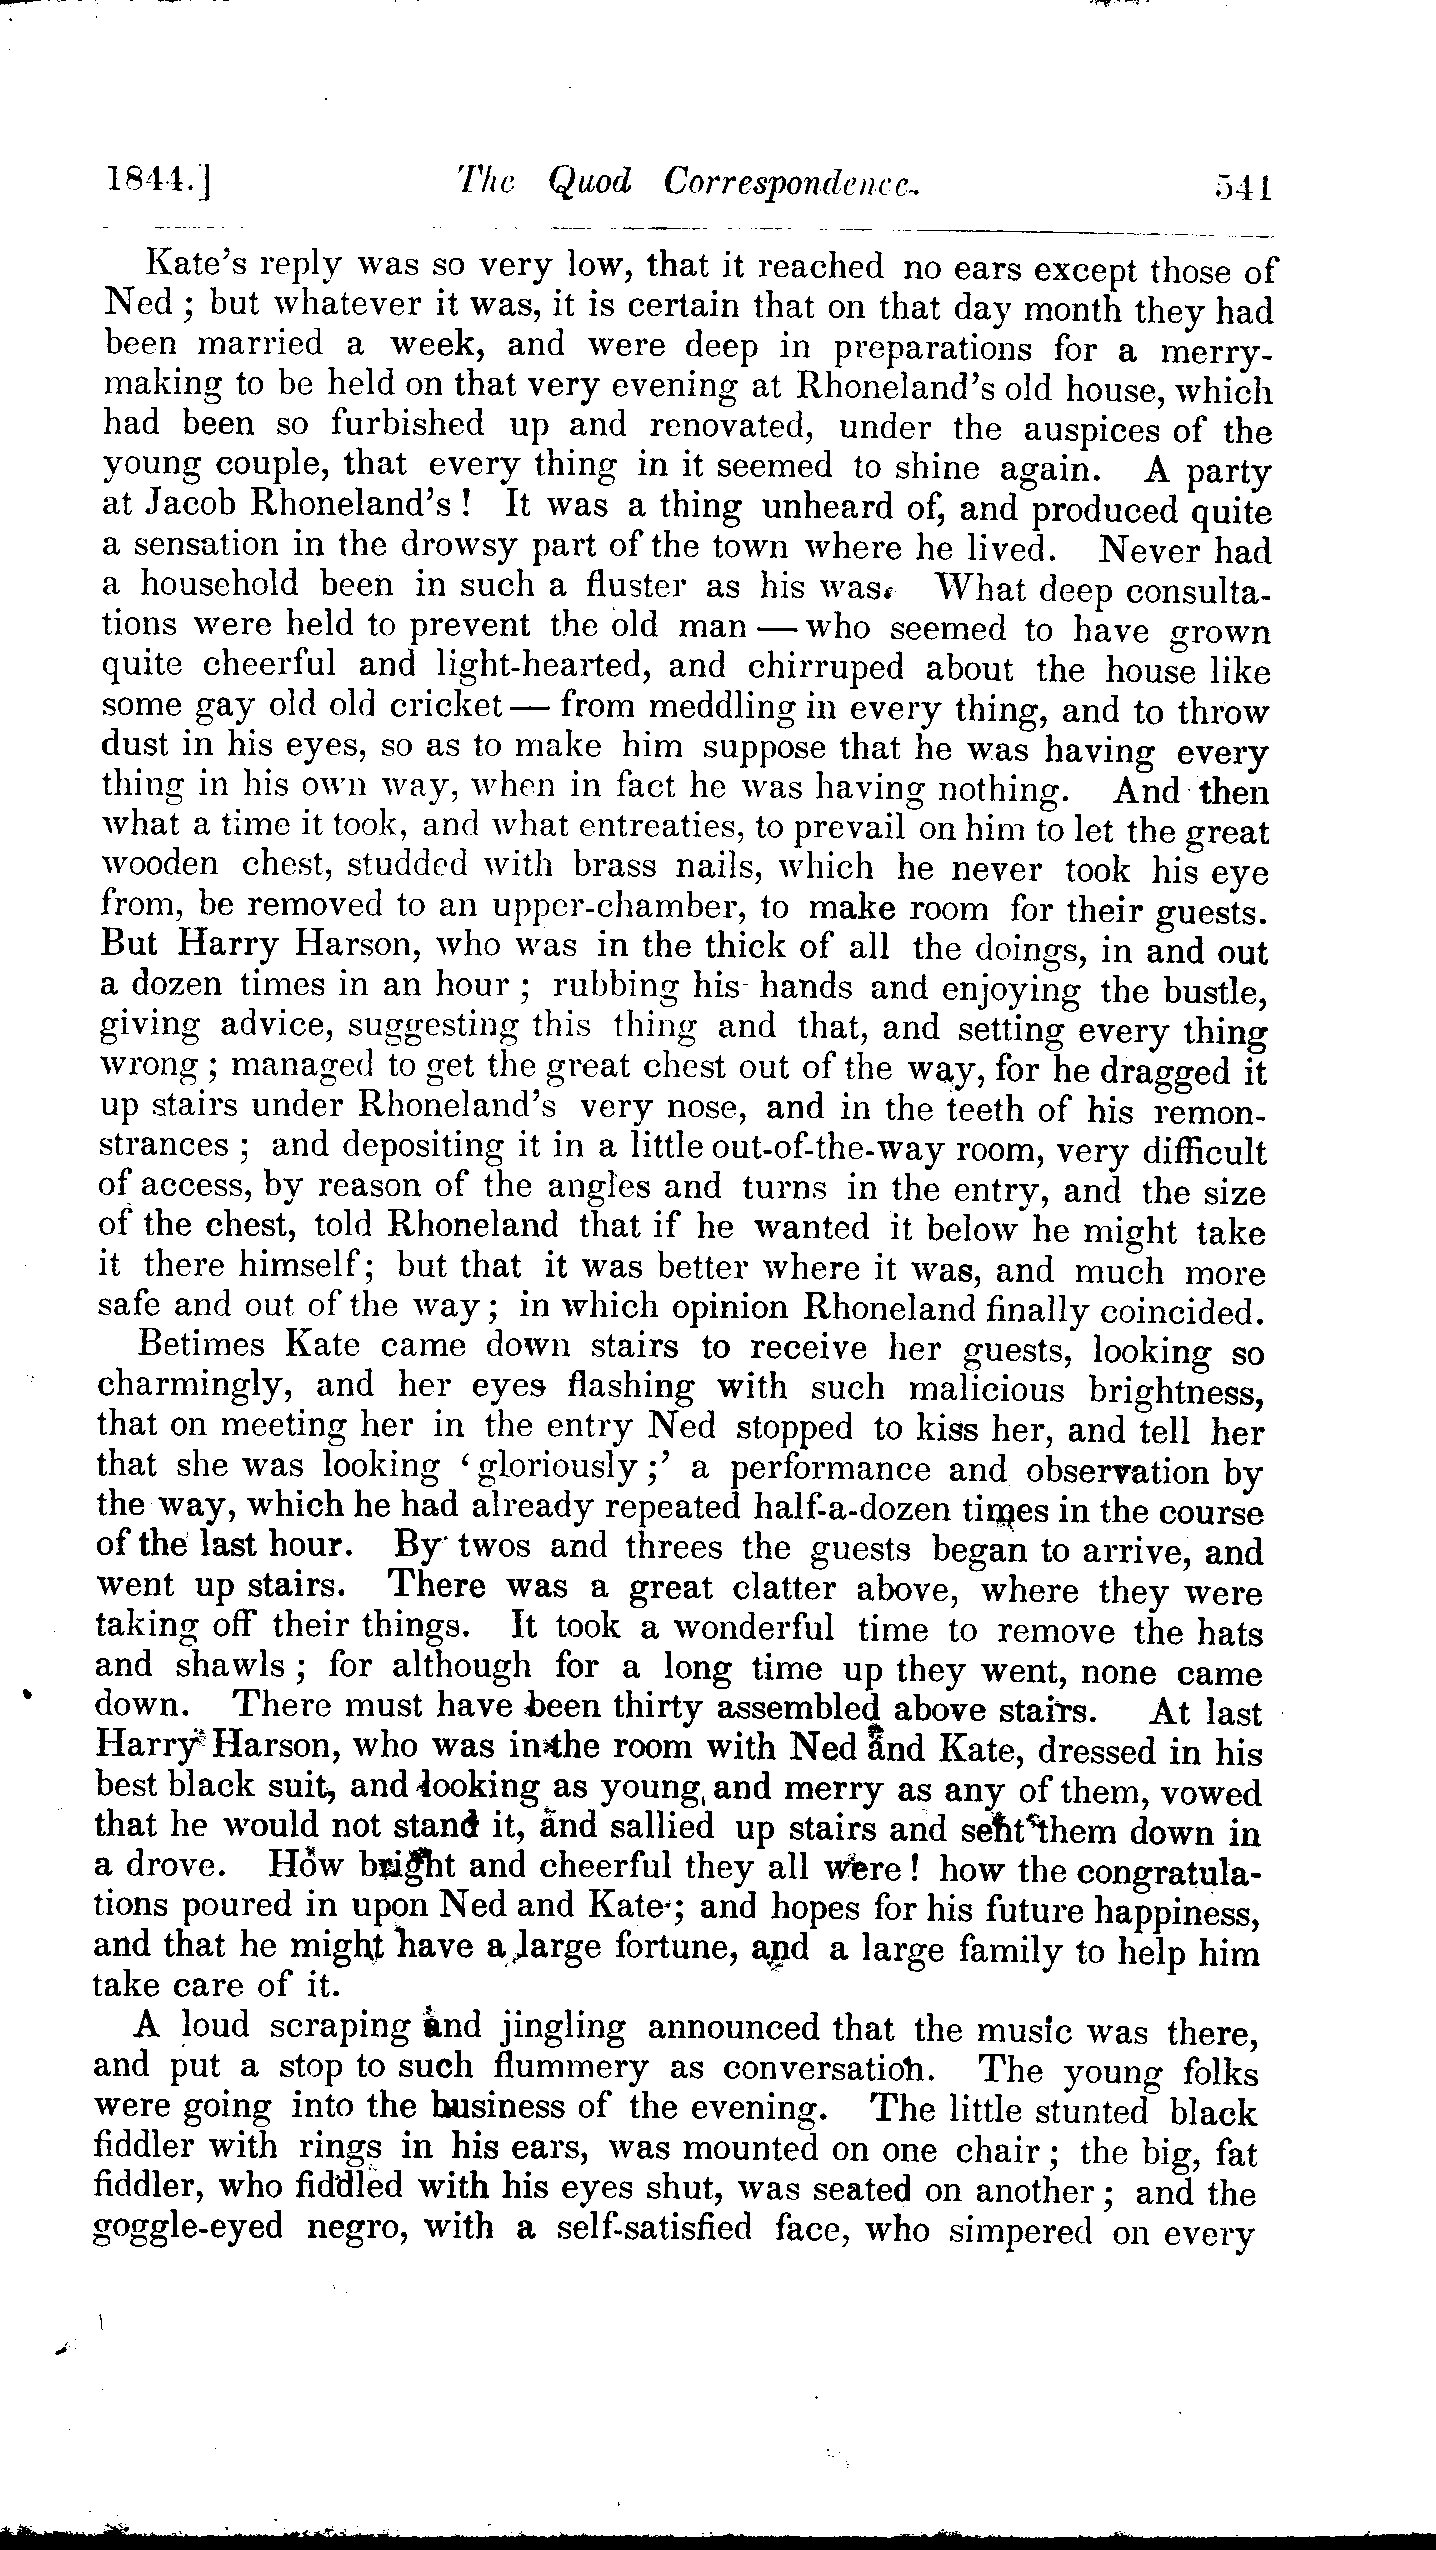 1844.] The Quod Correspondence. 541
Kate's reply was so very low, that it reached no ears except those of
Ned ; but whatever it was, it is certain that on that day month they had
been married a week, and were deep in preparations for a merry-
making to be held on that very evening at Rhoneland's old house, which
had been so furbished up and renovated, under the auspices of the
young couple, that every thing in it seemed to shine again. A party
at Jacob Rhoneland's ! It was a thing unheard of, and produced quite
a sensation in the drowsy part of the town where he lived. Never had
a household been in such a fluster as his was. What deep consulta-
tions were held to prevent the old man — who seemed to have grown
quite cheerful and light-hearted, and chirruped about the house like
some gay old old cricket — from meddling in every thing, and to throw
dust in his eyes, so as to make him suppose that he was having every
thing in his own way, when in fact he was having nothing. And then
what a time it took, and what entreaties, to prevail on him to let the great
wooden chest, studded with brass nails, which he never took his eye
from, be removed to an upper-chamber, to make room for their guests.
But Harry Harson, who was in the thick of all the doings, in and out
a dozen times in an hour ; rubbing his hands and enjoying the bustle,
giving advice, suggesting this thing and that, and setting every thing
wrong ; managed to get the great chest out of the way, for he dragged it
up stairs under Rhoneland's very nose, and in the teeth of his remon-
strances ; and depositing it in a little out-of-the-way room, very difficult
of access, by reason of the angles and turns in the entry, and the size
of the chest, told Rhoneland that if he wanted it below he might take
it there himself; but that it was better where it was, and much more
safe and out of the way ; in which opinion Rhoneland finally coincided.
Betimes Kate came down stairs to receive her guests, looking so
charmingly, and her eyes flashing with such malicious brightness,
that on meeting her in the entry Ned stopped to kiss her, and tell her
that she was looking 'gloriously ;' a performance and observation by
the way, which he had already repeated half-a-dozen times in the course
of the last hour. By twos and threes the guests began to arrive, and
went up stairs. There was a great clatter above, where they were
taking off their things. It took a wonderful time to remove the hats
and shawls ; for although for a long time up they went, none came
down. There must have been thirty assembled above stairs. At last
Harry Harson, who was in the room with Ned and Kate, dressed in his
best black suit, and looking as young and merry as any of them, vowed
that he would not stand it, and sallied up stairs and sent them down in
a drove. How bright and cheerful they all were ! how the congratula-
tions poured in upon Ned and Kate ; and hopes for his future happiness,
and that he might have a large fortune, and a large family to help him
take care of it.
A loud scraping and jingling announced that the music was there,
and put a stop to such flummery as conversation. The young folks
were going into the business of the evening. The little stunted black
fiddler with rings in his ears, was mounted on one chair ; the big, fat
fiddler, who fiddled with his eyes shut, was seated on another ; and the
goggle-eyed negro, with a self-satisfied face, who simpered on every